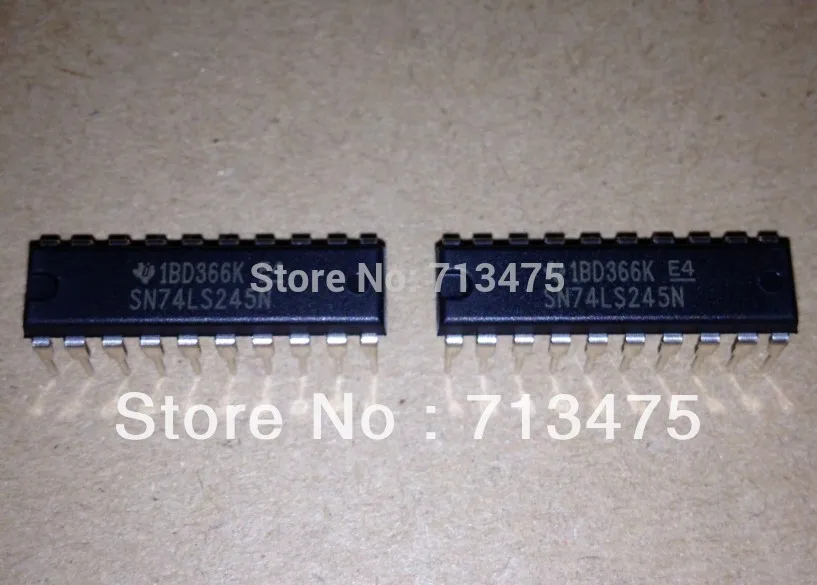 1BD366K
SN74LS245N
1BD366K E4
SN74LS245N
Store No: 713475
Store No : 713475